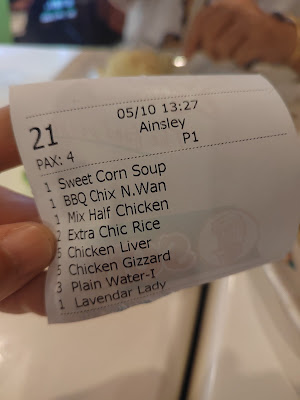 05/10 13:27
21 Ainsley
PAX: 4 P1
1 Sweet Corn Soup
1 BBQ Chix N.Wan
1 Mix Half Chicken
2 Extra Chic Rice
5 Chicken Liver
5 Chicken Gizzard
3 Plain Water-I
1 Lavendar Lady